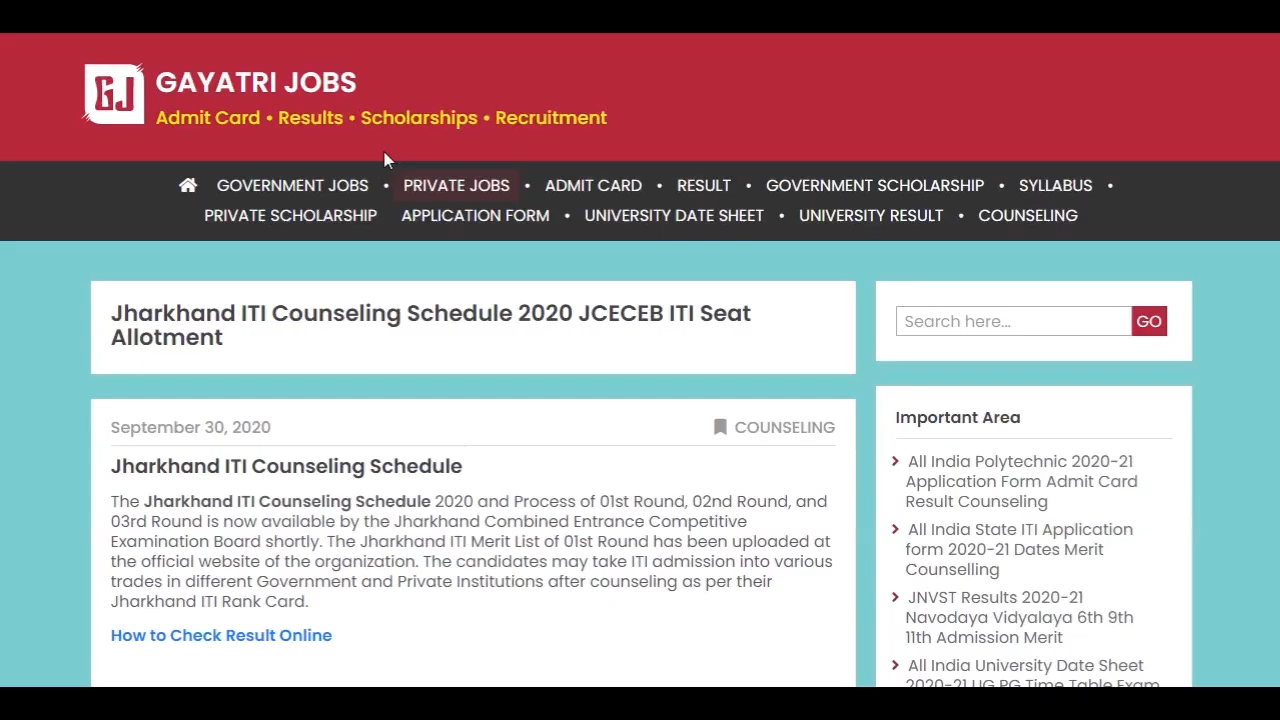 GJ
GAYATRI JOBS
Admit Card • Results • Scholarships • Recruitment
GOVERNMENT JOBS • PRIVATE JOBS • ADMIT CARD • RESULT • GOVERNMENT SCHOLARSHIP • SYLLABUS •
PRIVATE SCHOLARSHIP APPLICATION FORM • UNIVERSITY DATE SHEET • UNIVERSITY RESULT • COUNSELING
Jharkhand ITI Counseling Schedule 2020 JCECEB ITI Seat
Allotment
September 30, 2020
COUNSELING
Jharkhand ITI Counseling Schedule
The Jharkhand ITI Counseling Schedule 2020 and Process of 01st Round, 02nd Round, and
03rd Round is now available by the Jharkhand Combined Entrance Competitive
Examination Board shortly. The Jharkhand ITI Merit List of 01st Round has been uploaded at
the official website of the organization. The candidates may take ITI admission into various
trades in different Government and Private Institutions after counseling as per their
Jharkhand ITI Rank Card.
How to Check Result Online
Search here...
GO
Important Area
All India Polytechnic 2020-21
Application Form Admit Card
Result Counseling
All India State ITI Application
form 2020-21 Dates Merit
Counselling
JNVST Results 2020-21
Navodaya Vidyalaya 6th 9th
11th Admission Merit
All India University Date Sheet
2020-21 UG PG Time Table Exam